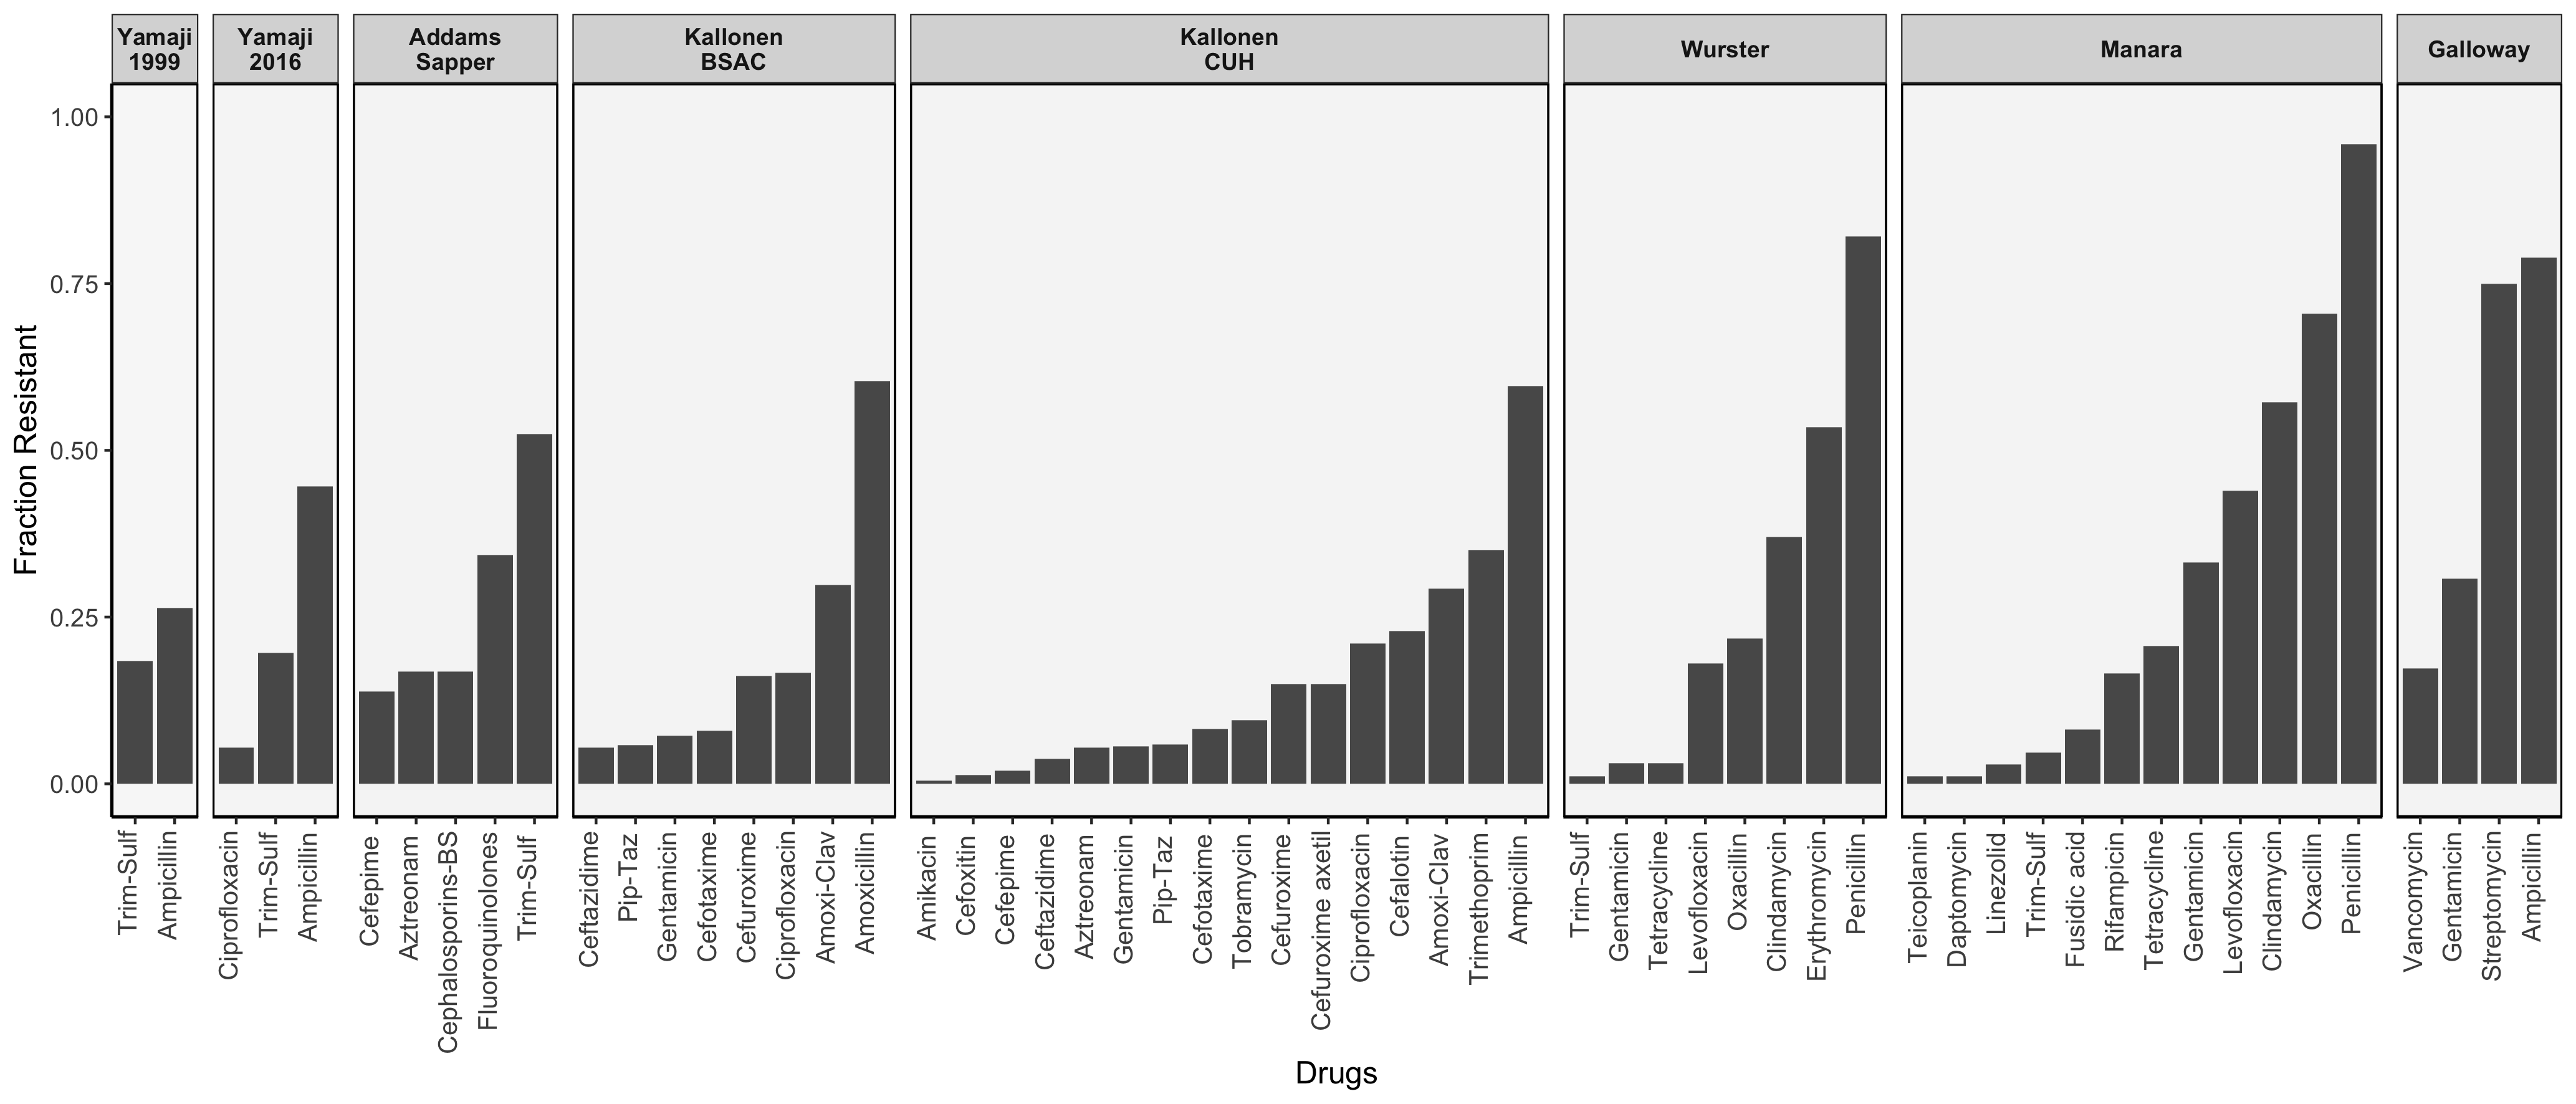 Yamaji
1999
Yamaji
2016
Addams
Sapper
Kallonen
BSAC
Kallonen
CUH
Wurster
Manara
Galloway
Fraction Resistant
1.00
0.75
0.50
0.25
0.00
Trim-Sulf
Ampicillin
Ciprofloxacin
Trim-Sulf
Ampicillin
Cefepime
Aztreonam
Cephalosporins-BS
Fluoroquinolones
Trim-Sulf
Ceftazidime
Pip-Taz
Gentamicin
Cefotaxime
Cefuroxime
Ciprofloxacin
Amoxi-Clav
Amoxicillin
Amikacin
Cefoxitin
Cefepime
Ceftazidime
Aztreonam
Gentamicin
Pip-Taz
Cefotaxime
Tobramycin
Cefuroxime
Cefuroxime axetil
Ciprofloxacin
Cefalotin
Amoxi-Clav
Trimethoprim
Ampicillin
Trim-Sulf
Gentamicin
Tetracycline
Levofloxacin
Oxacillin
Clindamycin
Erythromycin
Penicillin
Teicoplanin
Daptomycin
Linezolid
Trim-Sulf
Fusidic acid
Rifampicin
Tetracycline
Gentamicin
Levofloxacin
Clindamycin
Oxacillin
Penicillin
Vancomycin
Gentamicin
Streptomycin
Ampicillin
Drugs